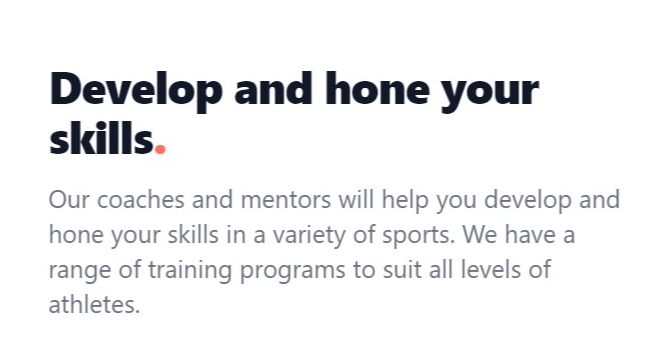 Develop and hone your
skills.
Our coaches and mentors will help you develop and
hone your skills in a variety of sports. We have a
range of training programs to suit all levels of
athletes.